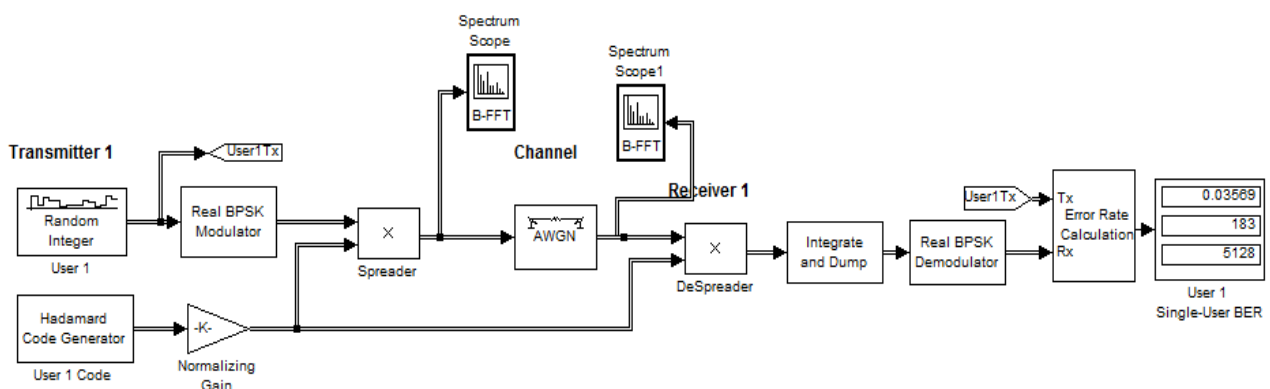 Spectrum
Scope
B-FFT
Spectrum
Scope1
B-FFT
Transmitter 1
User1Tx
Channel
Receiver 1
Random
Integer
User 1
Real BPSK
Modulator
X
Spreader
AWGN
X
DeSpreader
Integrate
and Dump
Real BPSK
Demodulator
User1Tx
Tx
Error Rate
Calculation
Rx
0.03569
183
5128
User 1
Single-User BER
Hadamard
Code Generator
User 1 Code
-K-
Normalizing
Gain